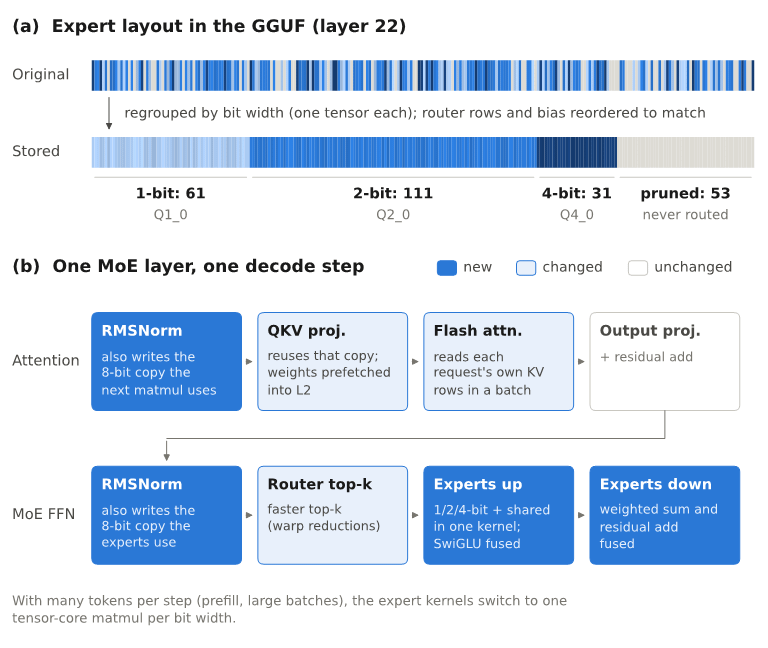 (a) Expert layout in the GGUF (layer 22)
Original
regrouped by bit width (one tensor each); router rows and bias reordered to match
Stored
1-bit: 61
2-bit: 111
4-bit: 31
pruned: 53
Q1_0
Q2_0
Q4_0
never routed
(b) One MoE layer, one decode step
new
changed
unchanged
Attention
RMSNorm
also writes the
8-bit copy the
next matmul uses
QKV proj.
reuses that copy;
weights prefetched
into L2
Flash attn.
reads each
request's own KV
rows in a batch
Output proj.
+ residual add
MoE FFN
RMSNorm
also writes the
8-bit copy the
experts use
Router top-k
faster top-k
(warp reductions)
Experts up
1/2/4-bit + shared
in one kernel;
SwiGLU fused
Experts down
weighted sum and
residual add
fused
With many tokens per step (prefill, large batches), the expert kernels switch to one
tensor-core matmul per bit width.